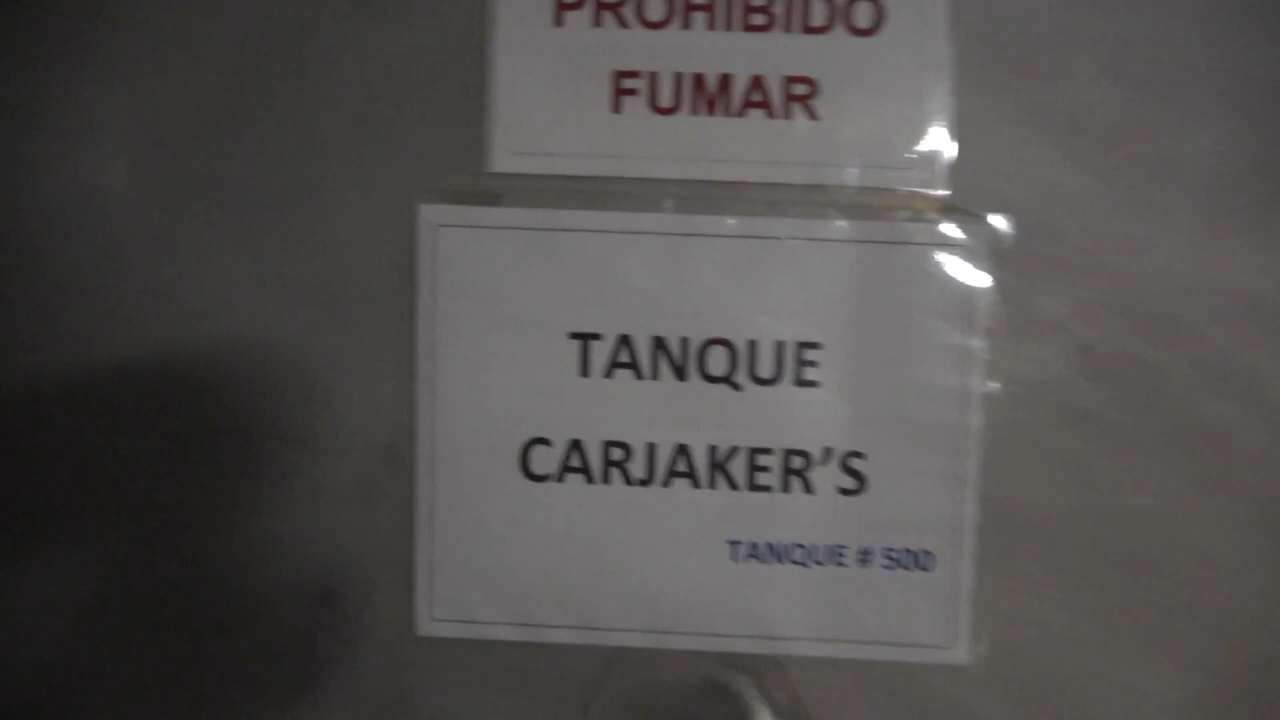 PROHIBIDO
FUMAR
TANQUE
CARJAKER'S
TANQUE # 500